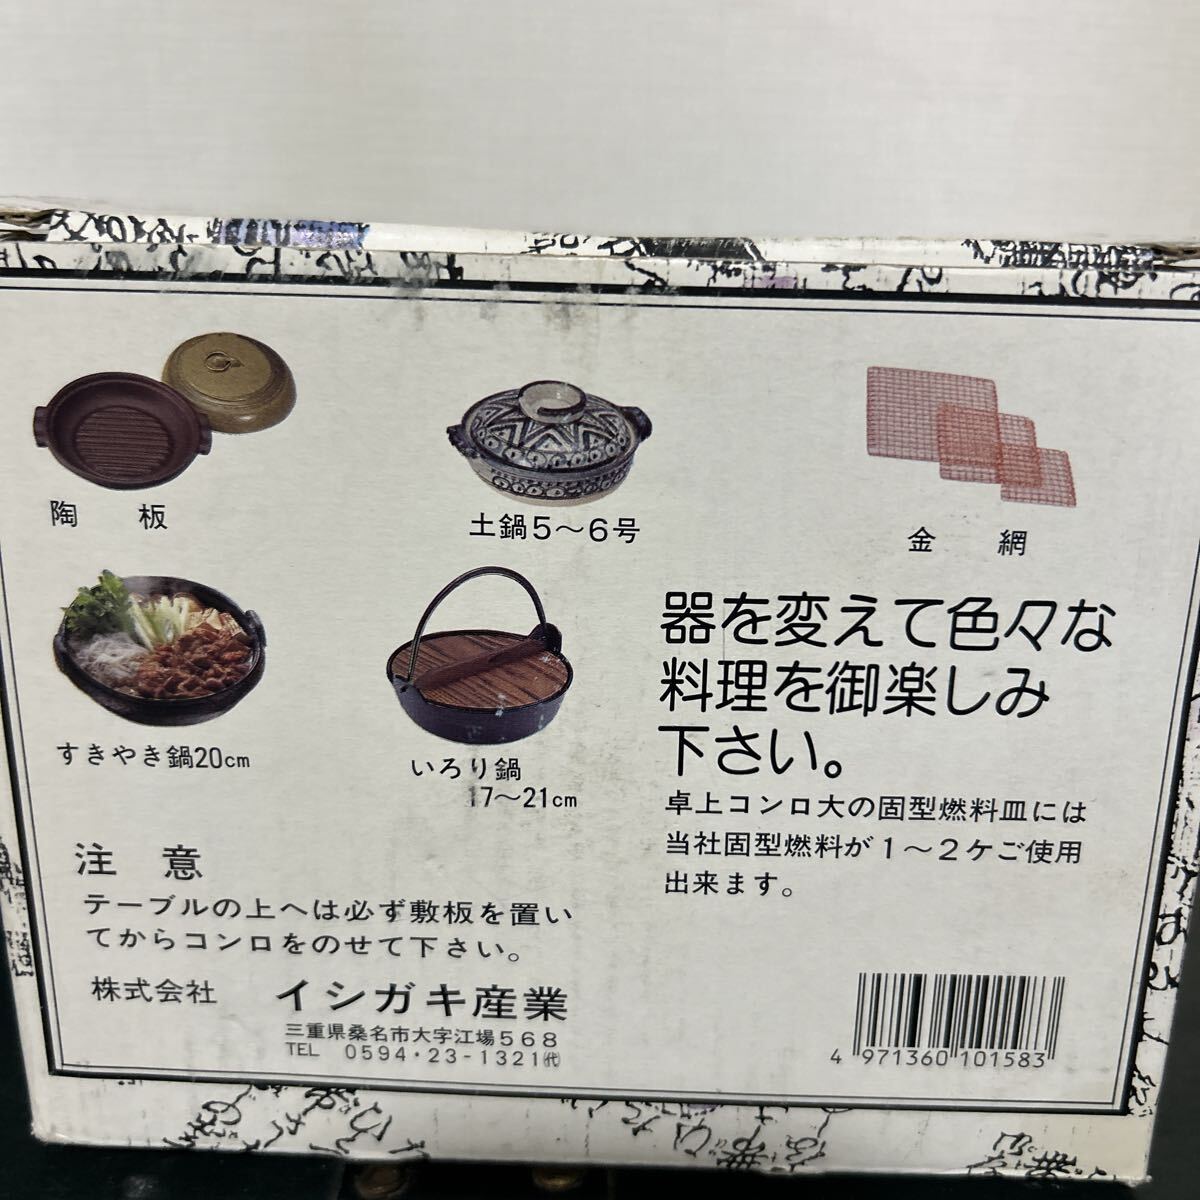 陶 板
土鍋5〜6号
金 網
すきやき鍋20cm
いろり鍋
17〜21cm
器を変えて色々な
料理を御楽しみ
下さい。
卓上コンロ大の固型燃料皿には
当社固型燃料が1〜2ケご使用
出来ます。
注 意
テーブルの上へは必ず敷板を置い
てからコンロをのせて下さい。
株式会社 イシガキ産業
三重県桑名市大字江場568
TEL 0594・23-1321㈹
4 971360 101583